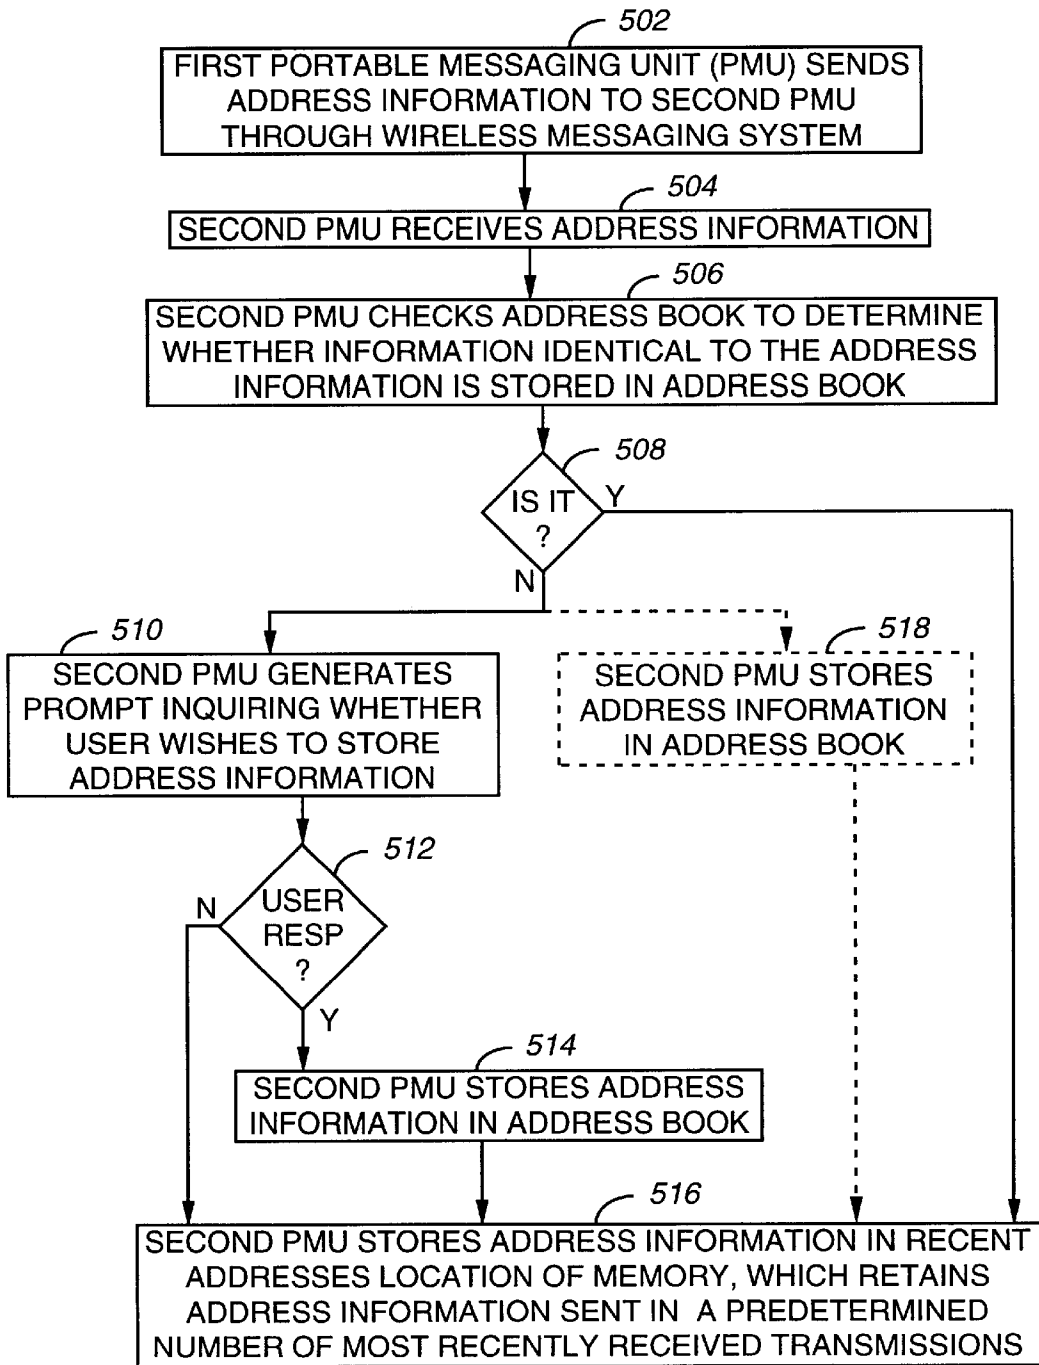 502
FIRST PORTABLE MESSAGING UNIT (PMU) SENDS
ADDRESS INFORMATION TO SECOND PMU
THROUGH WIRELESS MESSAGING SYSTEM
504
SECOND PMU RECEIVES ADDRESS INFORMATION
506
SECOND PMU CHECKS ADDRESS BOOK TO DETERMINE
WHETHER INFORMATION IDENTICAL TO THE ADDRESS
INFORMATION IS STORED IN ADDRESS BOOK
508
IS IT
?
Y
N
510
SECOND PMU GENERATES
PROMPT INQUIRING WHETHER
USER WISHES TO STORE
ADDRESS INFORMATION
518
SECOND PMU STORES
ADDRESS INFORMATION
IN ADDRESS BOOK
512
USER
RESP
?
N
Y
514
SECOND PMU STORES ADDRESS
INFORMATION IN ADDRESS BOOK
516
SECOND PMU STORES ADDRESS INFORMATION IN RECENT
ADDRESSES LOCATION OF MEMORY, WHICH RETAINS
ADDRESS INFORMATION SENT IN A PREDETERMINED
NUMBER OF MOST RECENTLY RECEIVED TRANSMISSIONS